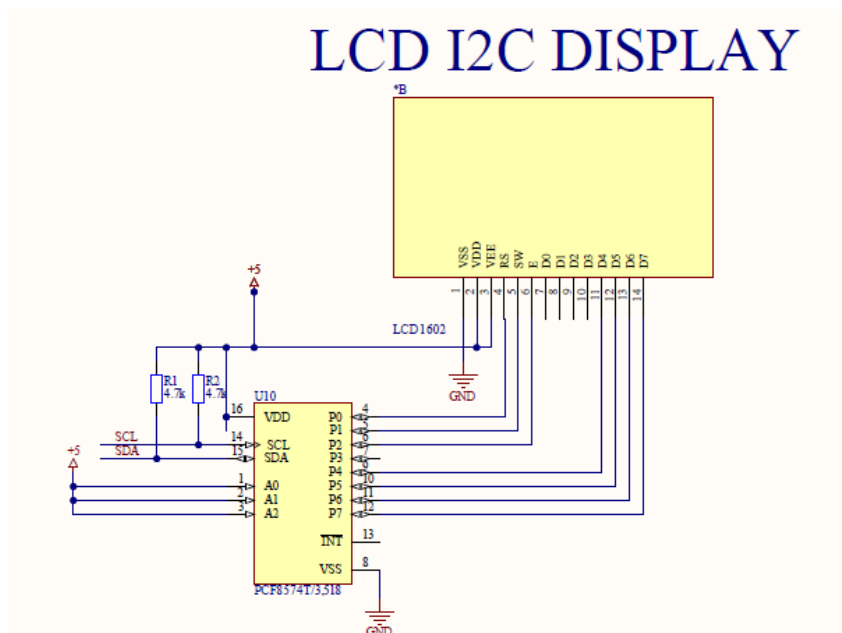 LCD I2C DISPLAY
*B
VSS VDD VEE RS SW E D0 D1 D2 D3 D4 D5 D6 D7
1 2 3 4 5 6 7 8 9 10 11 12 13 14
+5
LCD1602
GND
R1 4.7k
R2 4.7k
U10
16 VDD P0 4
P1 5
SCL 14 SCL P2 6
SDA 15 SDA P3 7
+5
P4 9
1 A0 P5 10
2 A1 P6 11
3 A2 P7 12
INT 13
VSS 8
PCF8574T/3,518
GND